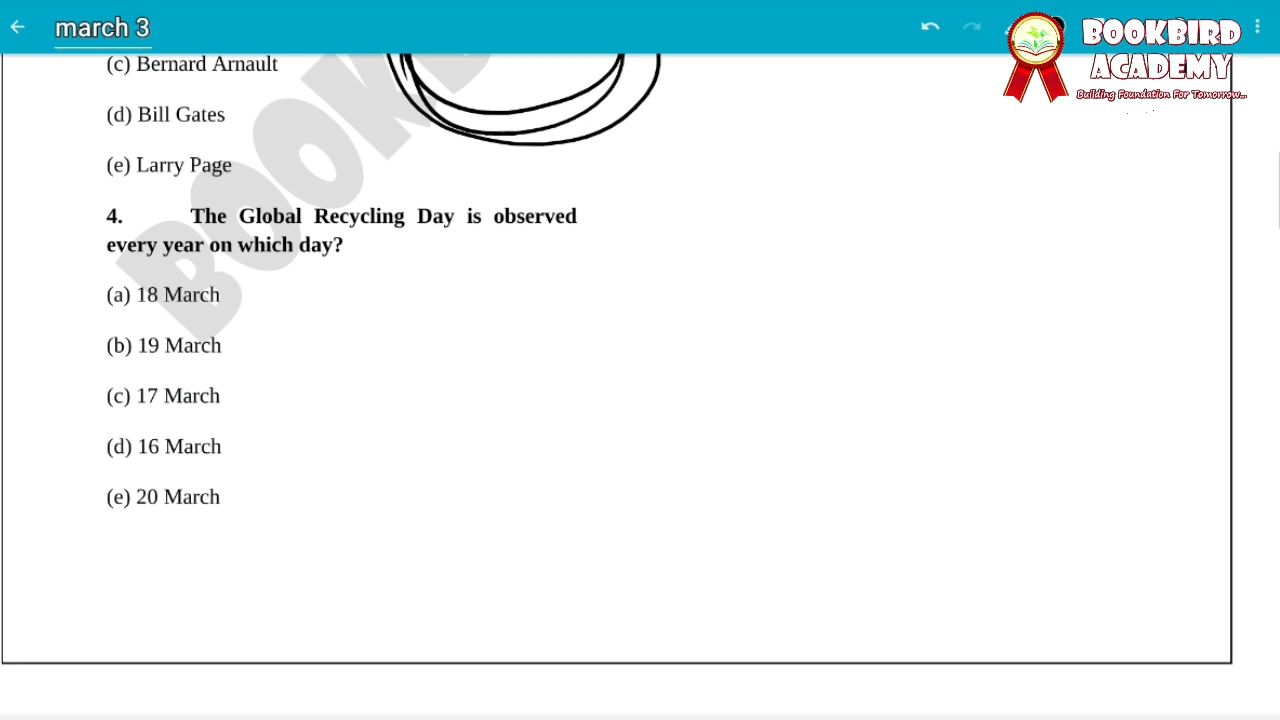 march 3
BOOKBIRD
ACADEMY
Building Foundation For Tomorrow...
(c) Bernard Arnault
(d) Bill Gates
(e) Larry Page
4. The Global Recycling Day is observed
every year on which day?
(a) 18 March
(b) 19 March
(c) 17 March
(d) 16 March
(e) 20 March